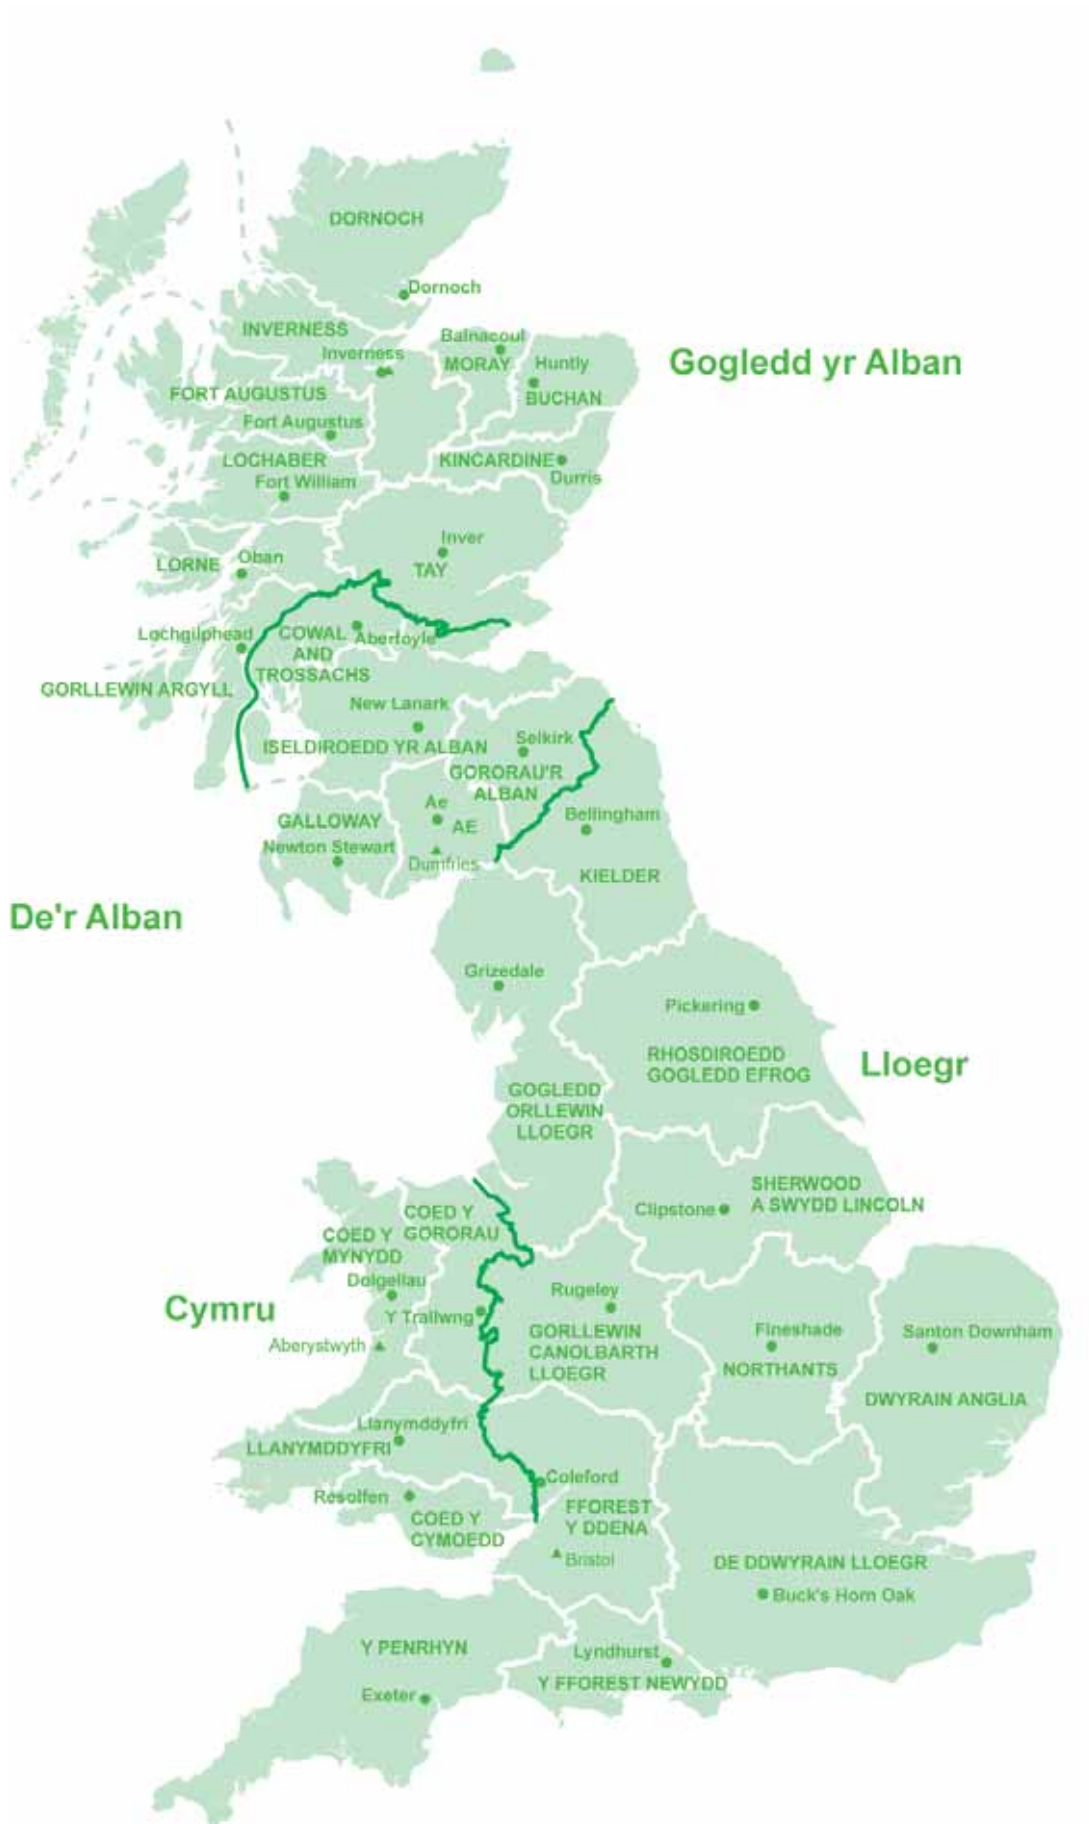 DORNOCH
Dornoch
INVERNESS
Inverness
Balnacoul
MORAY
Huntly
BUCHAN
Gogledd yr Alban
FORT AUGUSTUS
Fort Augustus
LOCHABER
Fort William
KINCARDINE
Durris
Inver
TAY
LORNE
Oban
Lochgilphead
COWAL
AND
TROSSACHS
Aberfoyle
GORLLEWIN ARGYLL
New Lanark
ISELDIROEDD YR ALBAN
Selkirk
GORORAU'R
ALBAN
Ae
AE
Dumfries
GALLOWAY
Newton Stewart
Bellingham
KIELDER
De'r Alban
Grizedale
Pickering
RHOSDIROEDD
GOGLEDD EFROG
Lloegr
GOGLEDD
ORLLEWIN
LLOEGR
Clipstone
SHERWOOD
A SWYDD LINCOLN
COED Y
GORORAU
COED Y
MYNYDD
Dolgellau
Cymru
Y Trallwng
Aberystwyth
Rugeley
GORLLEWIN
CANOLBARTH
LLOEGR
Fineshade
NORTHANTS
Santon Downham
DWYRAIN ANGLIA
Llanymddyfri
LLANYMDDYFRI
Resolfen
COED Y
CYMOEDD
Coleford
FFOREST
Y DDENA
Bristol
DE DDWYRAIN LLOEGR
Buck's Horn Oak
Y PENRHYN
Exeter
Lyndhurst
Y FFOREST NEWYDD